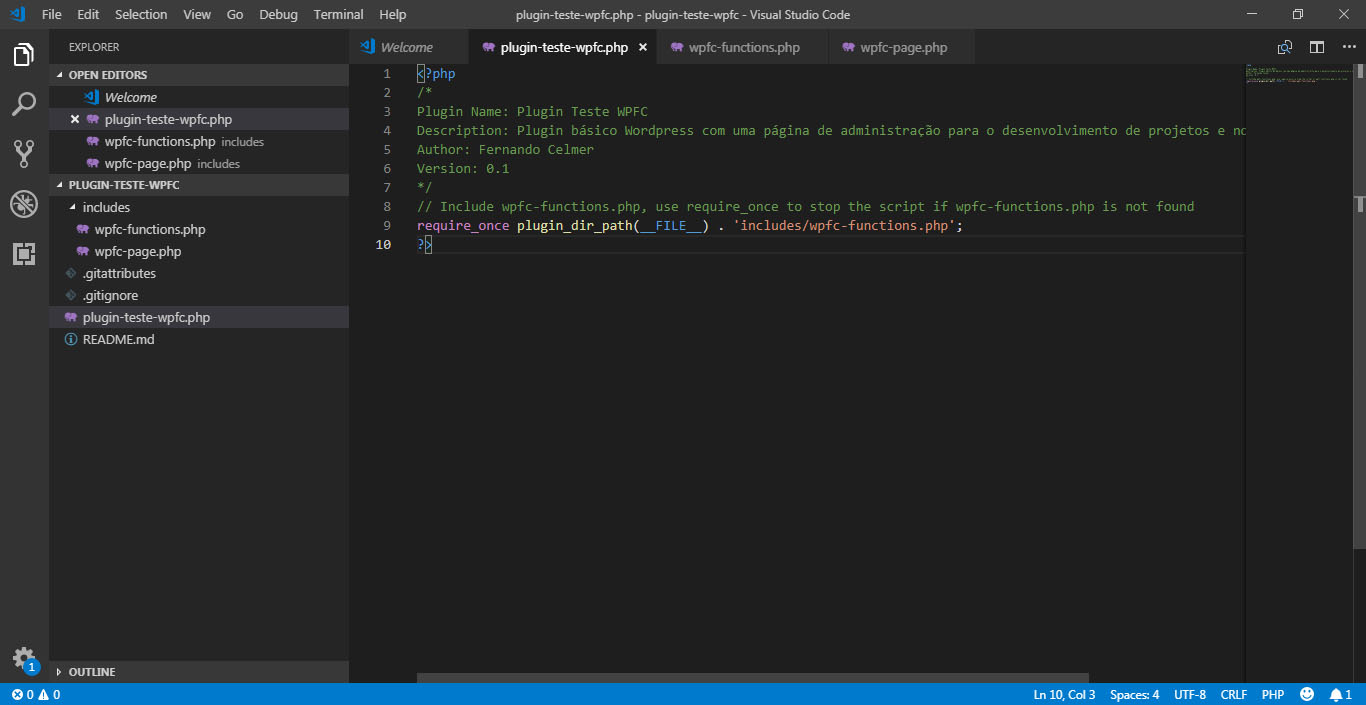 File Edit Selection View Go Debug Terminal Help plugin-teste-wpfc.php - plugin-teste-wpfc - Visual Studio Code
EXPLORER
OPEN EDITORS
Welcome
plugin-teste-wpfc.php
wpfc-functions.php includes
wpfc-page.php includes
PLUGIN-TESTE-WPFC
includes
wpfc-functions.php
wpfc-page.php
.gitattributes
.gitignore
plugin-teste-wpfc.php
README.md
OUTLINE
1
Welcome plugin-teste-wpfc.php wpfc-functions.php wpfc-page.php
1 <?php
2 /*
3 Plugin Name: Plugin Teste WPFC
4 Description: Plugin básico Wordpress com uma página de administração para o desenvolvimento de projetos e no
5 Author: Fernando Celmer
6 Version: 0.1
7 */
8 // Include wpfc-functions.php, use require_once to stop the script if wpfc-functions.php is not found
9 require_once plugin_dir_path(__FILE__) . 'includes/wpfc-functions.php';
10 ?>
0 0 Ln 10, Col 3 Spaces: 4 UTF-8 CRLF PHP 1